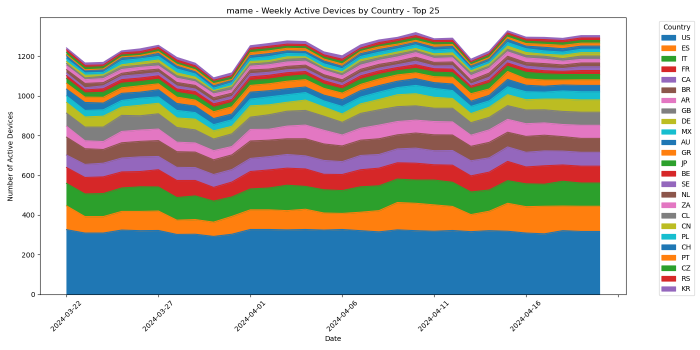 mame - Weekly Active Devices by Country - Top 25
Number of Active Devices
1200
1000
800
600
400
200
0
2024-03-22
2024-03-27
2024-04-01
2024-04-06
2024-04-11
2024-04-16
Date
Country
US
ES
IT
FR
CA
BR
AR
GB
DE
MX
AU
GR
JP
BE
SE
NL
ZA
CL
CN
PL
CH
PT
CZ
RS
KR